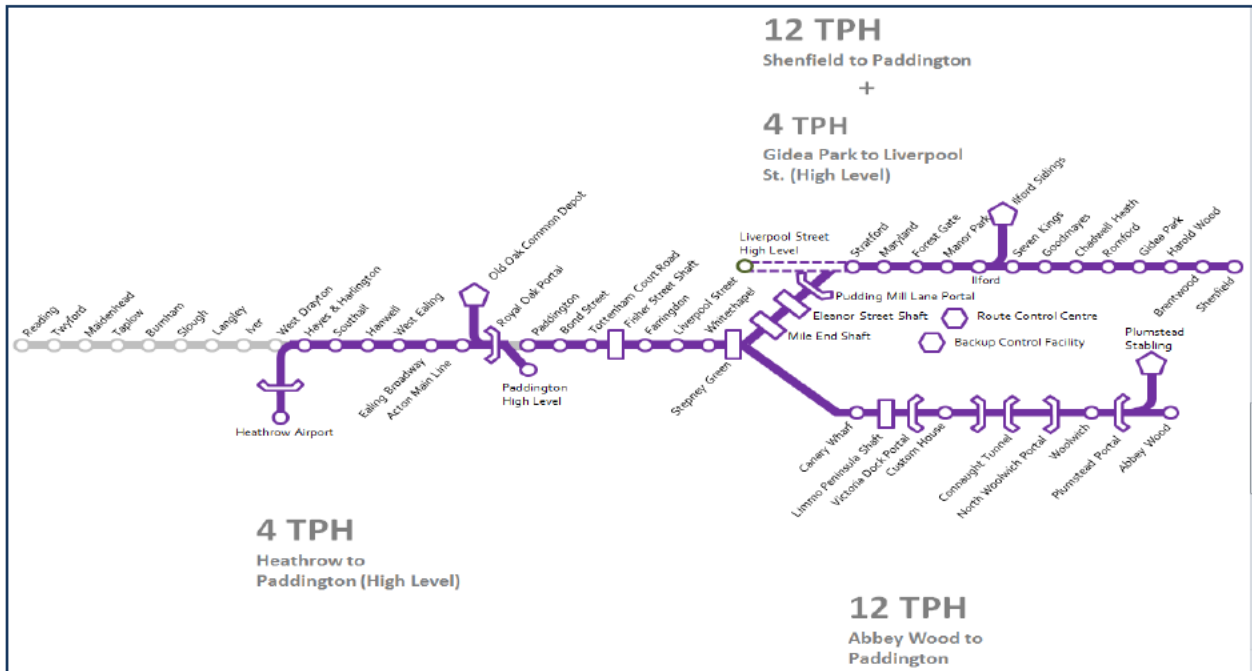 12 TPH
Shenfield to Paddington
+
4 TPH
Gidea Park to Liverpool
St. (High Level)
Reading
Twyford
Maidenhead
Taplow
Burnham
Slough
Langley
Iver
West Drayton
Hayes & Harlington
Southall
Hanwell
West Ealing
Ealing Broadway
Acton Main Line
Old Oak Common Depot
Royal Oak Portal
Paddington
Bond Street
Tottenham Court Road
Fisher Street Shaft
Farringdon
Liverpool Street
Whitechapel
Stepney Green
Paddington
High Level
Heathrow Airport
Liverpool Street
High Level
Stratford
Maryland
Forest Gate
Manor Park
Ilford
Ilford Sidings
Seven Kings
Goodmayes
Chadwell Heath
Romford
Gidea Park
Harold Wood
Brentwood
Shenfield
Pudding Mill Lane Portal
Eleanor Street Shaft
Mile End Shaft
Route Control Centre
Backup Control Facility
Plumstead
Stabling
Canary Wharf
Limmo Peninsula Shaft
Victoria Dock Portal
Custom House
Connaught Tunnel
North Woolwich Portal
Woolwich
Plumstead Portal
Abbey Wood
4 TPH
Heathrow to
Paddington (High Level)
12 TPH
Abbey Wood to
Paddington